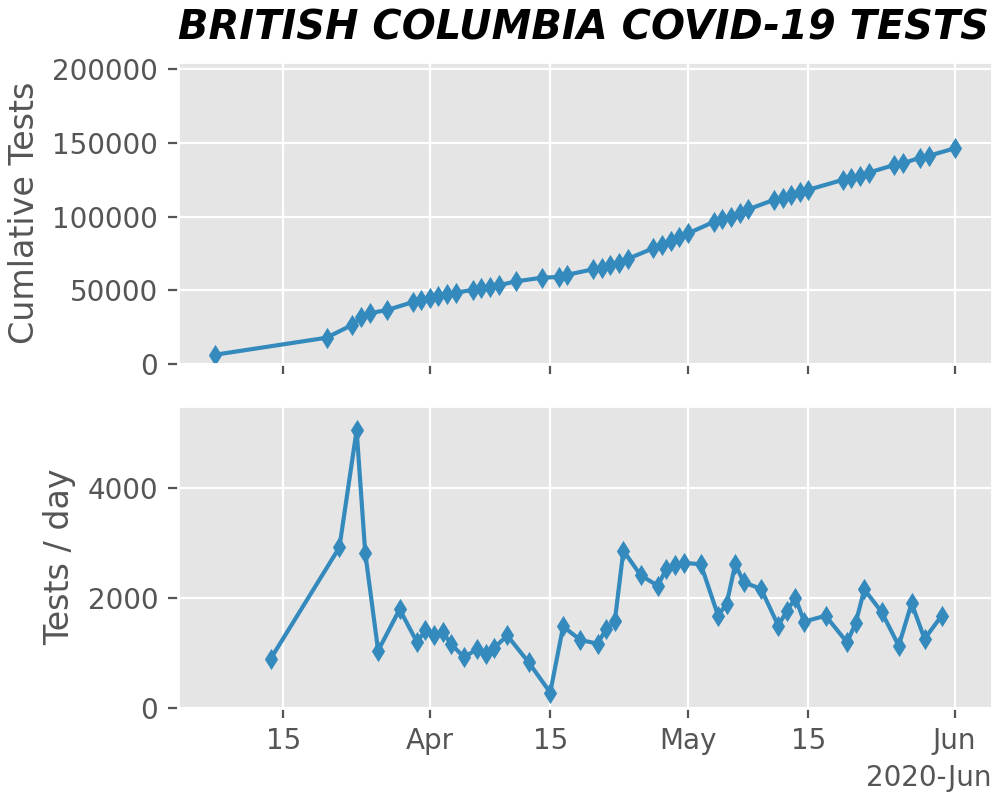 BRITISH COLUMBIA COVID-19 TESTS
200000
150000
100000
50000
0
Cumlative Tests
4000
2000
0
Tests / day
15 Apr 15 May 15 Jun
2020-Jun